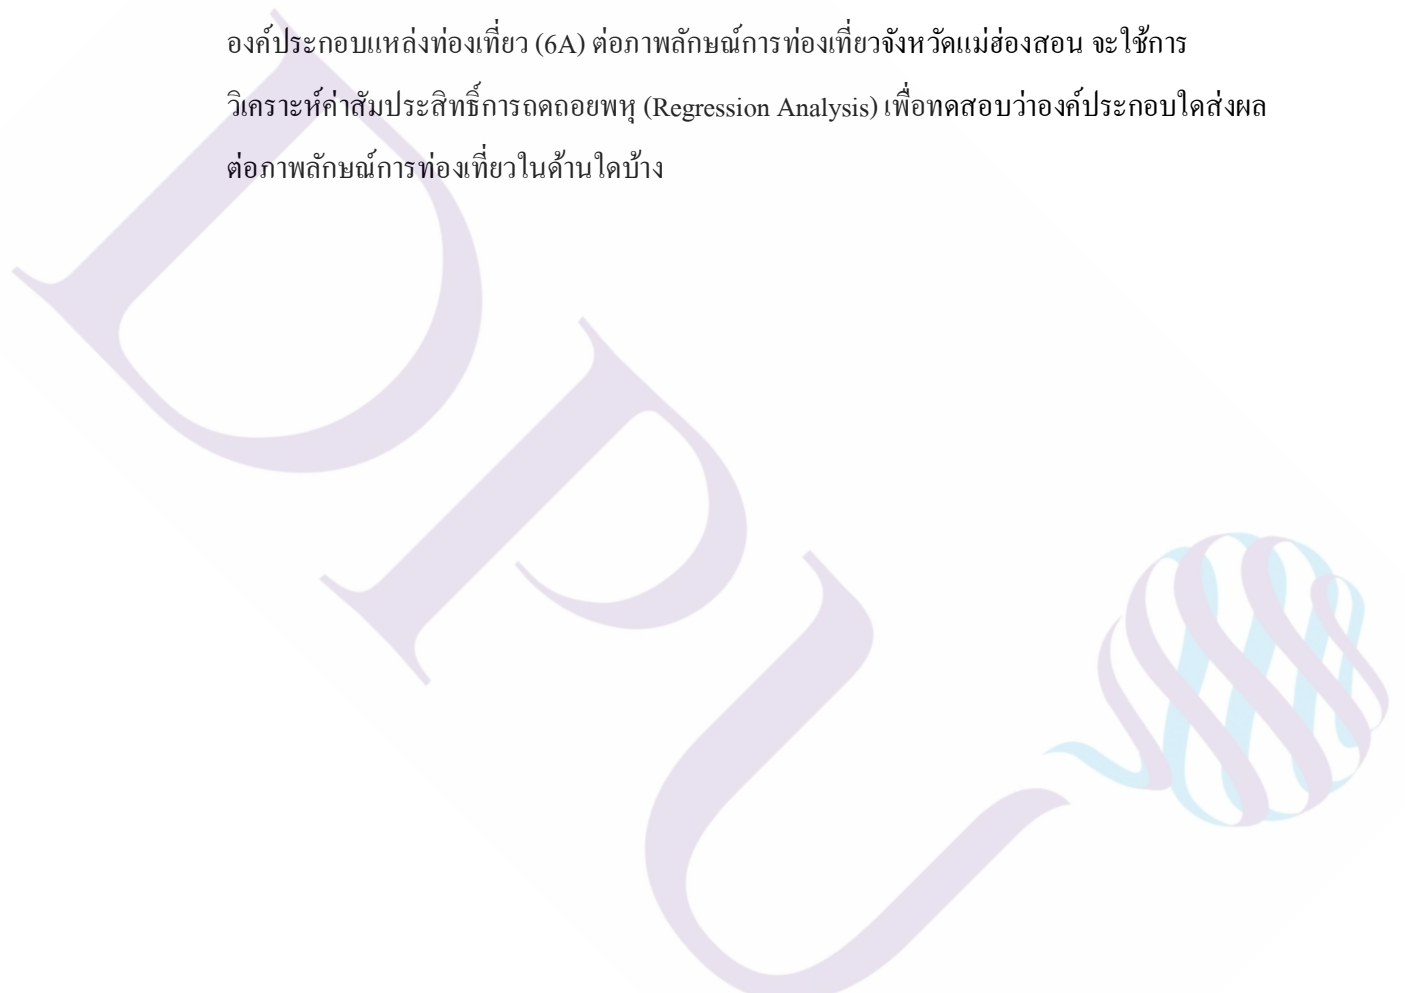 องค์ประกอบแหล่งท่องเที่ยว (6A) ต่อภาพลักษณ์การท่องเที่ยวจังหวัดแม่ฮ่องสอน จะใช้การ
วิเคราะห์ค่าสัมประสิทธิ์การถดถอยพหุ (Regression Analysis) เพื่อทดสอบว่าองค์ประกอบใดส่งผล
ต่อภาพลักษณ์การท่องเที่ยวในด้านใดบ้าง
DPU